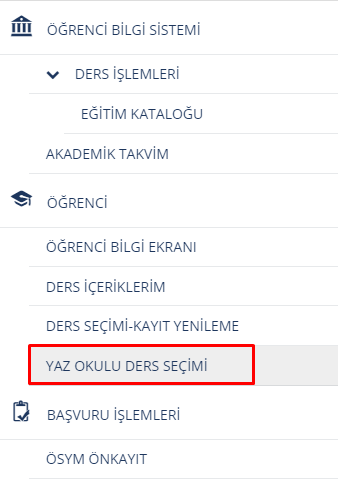 ÖĞRENCİ BİLGİ SİSTEMİ
DERS İŞLEMLERİ
EĞİTİM KATALOĞU
AKADEMİK TAKVİM
ÖĞRENCİ
ÖĞRENCİ BİLGİ EKRANI
DERS İÇERİKLERİM
DERS SEÇİMİ-KAYIT YENİLEME
YAZ OKULU DERS SEÇİMİ
BAŞVURU İŞLEMLERİ
ÖSYM ÖNKAYIT